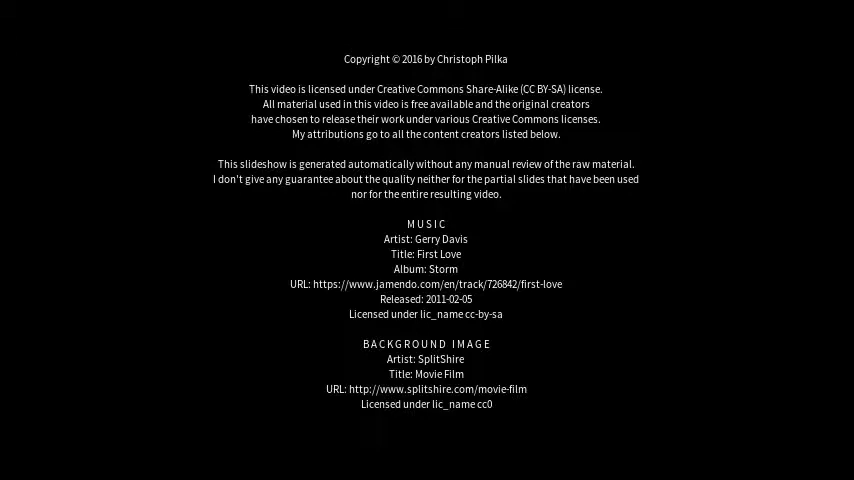 Copyright © 2016 by Christoph Pilka
This video is licensed under Creative Commons Share-Alike (CC BY-SA) license.
All material used in this video is free available and the original creators
have chosen to release their work under various Creative Commons licenses.
My attributions go to all the content creators listed below.
This slideshow is generated automatically without any manual review of the raw material.
I don't give any guarantee about the quality neither for the partial slides that have been used
nor for the entire resulting video.
MUSIC
Artist: Gerry Davis
Title: First Love
Album: Storm
URL: https://www.jamendo.com/en/track/726842/first-love
Released: 2011-02-05
Licensed under lic_name cc-by-sa
BACKGROUND IMAGE
Artist: SplitShire
Title: Movie Film
URL: http://www.splitshire.com/movie-film
Licensed under lic_name cc0